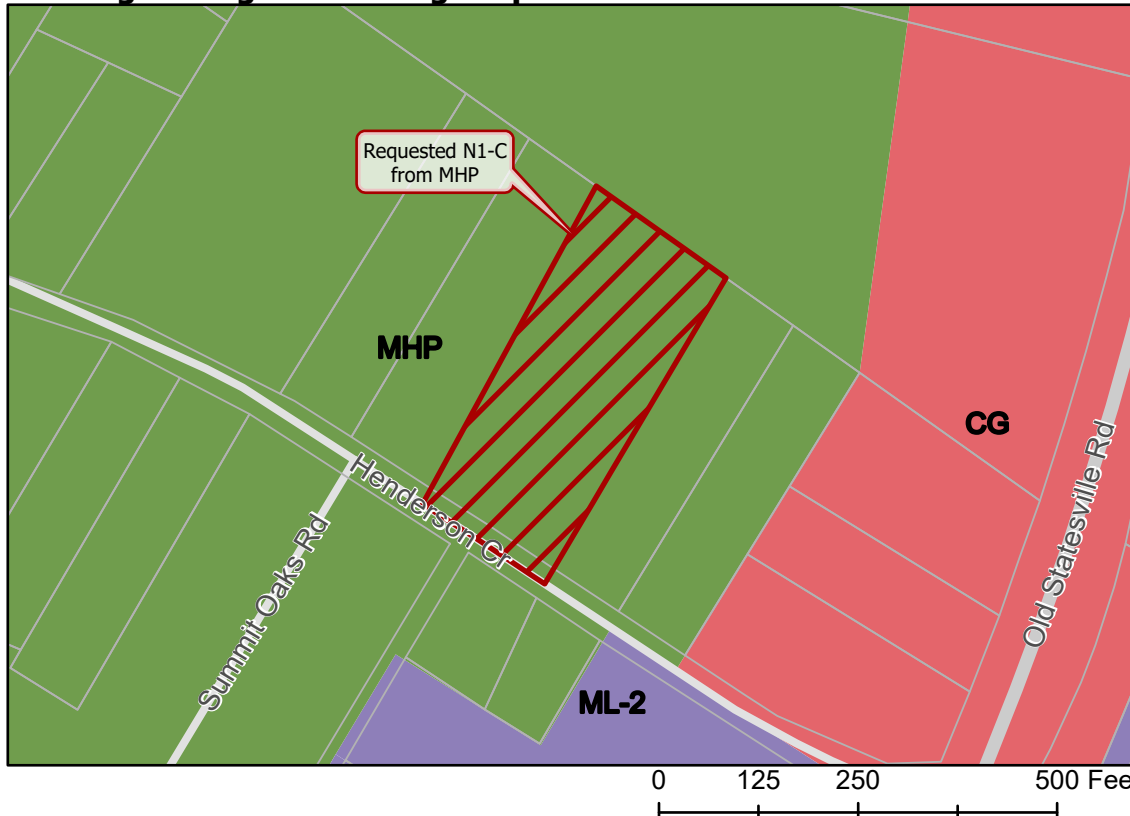 Requested N1-C
from MHP
MHP
CG
Henderson Cr
Summit Oaks Rd
Old Statesville Rd
ML-2
0 125 250 500 Fee